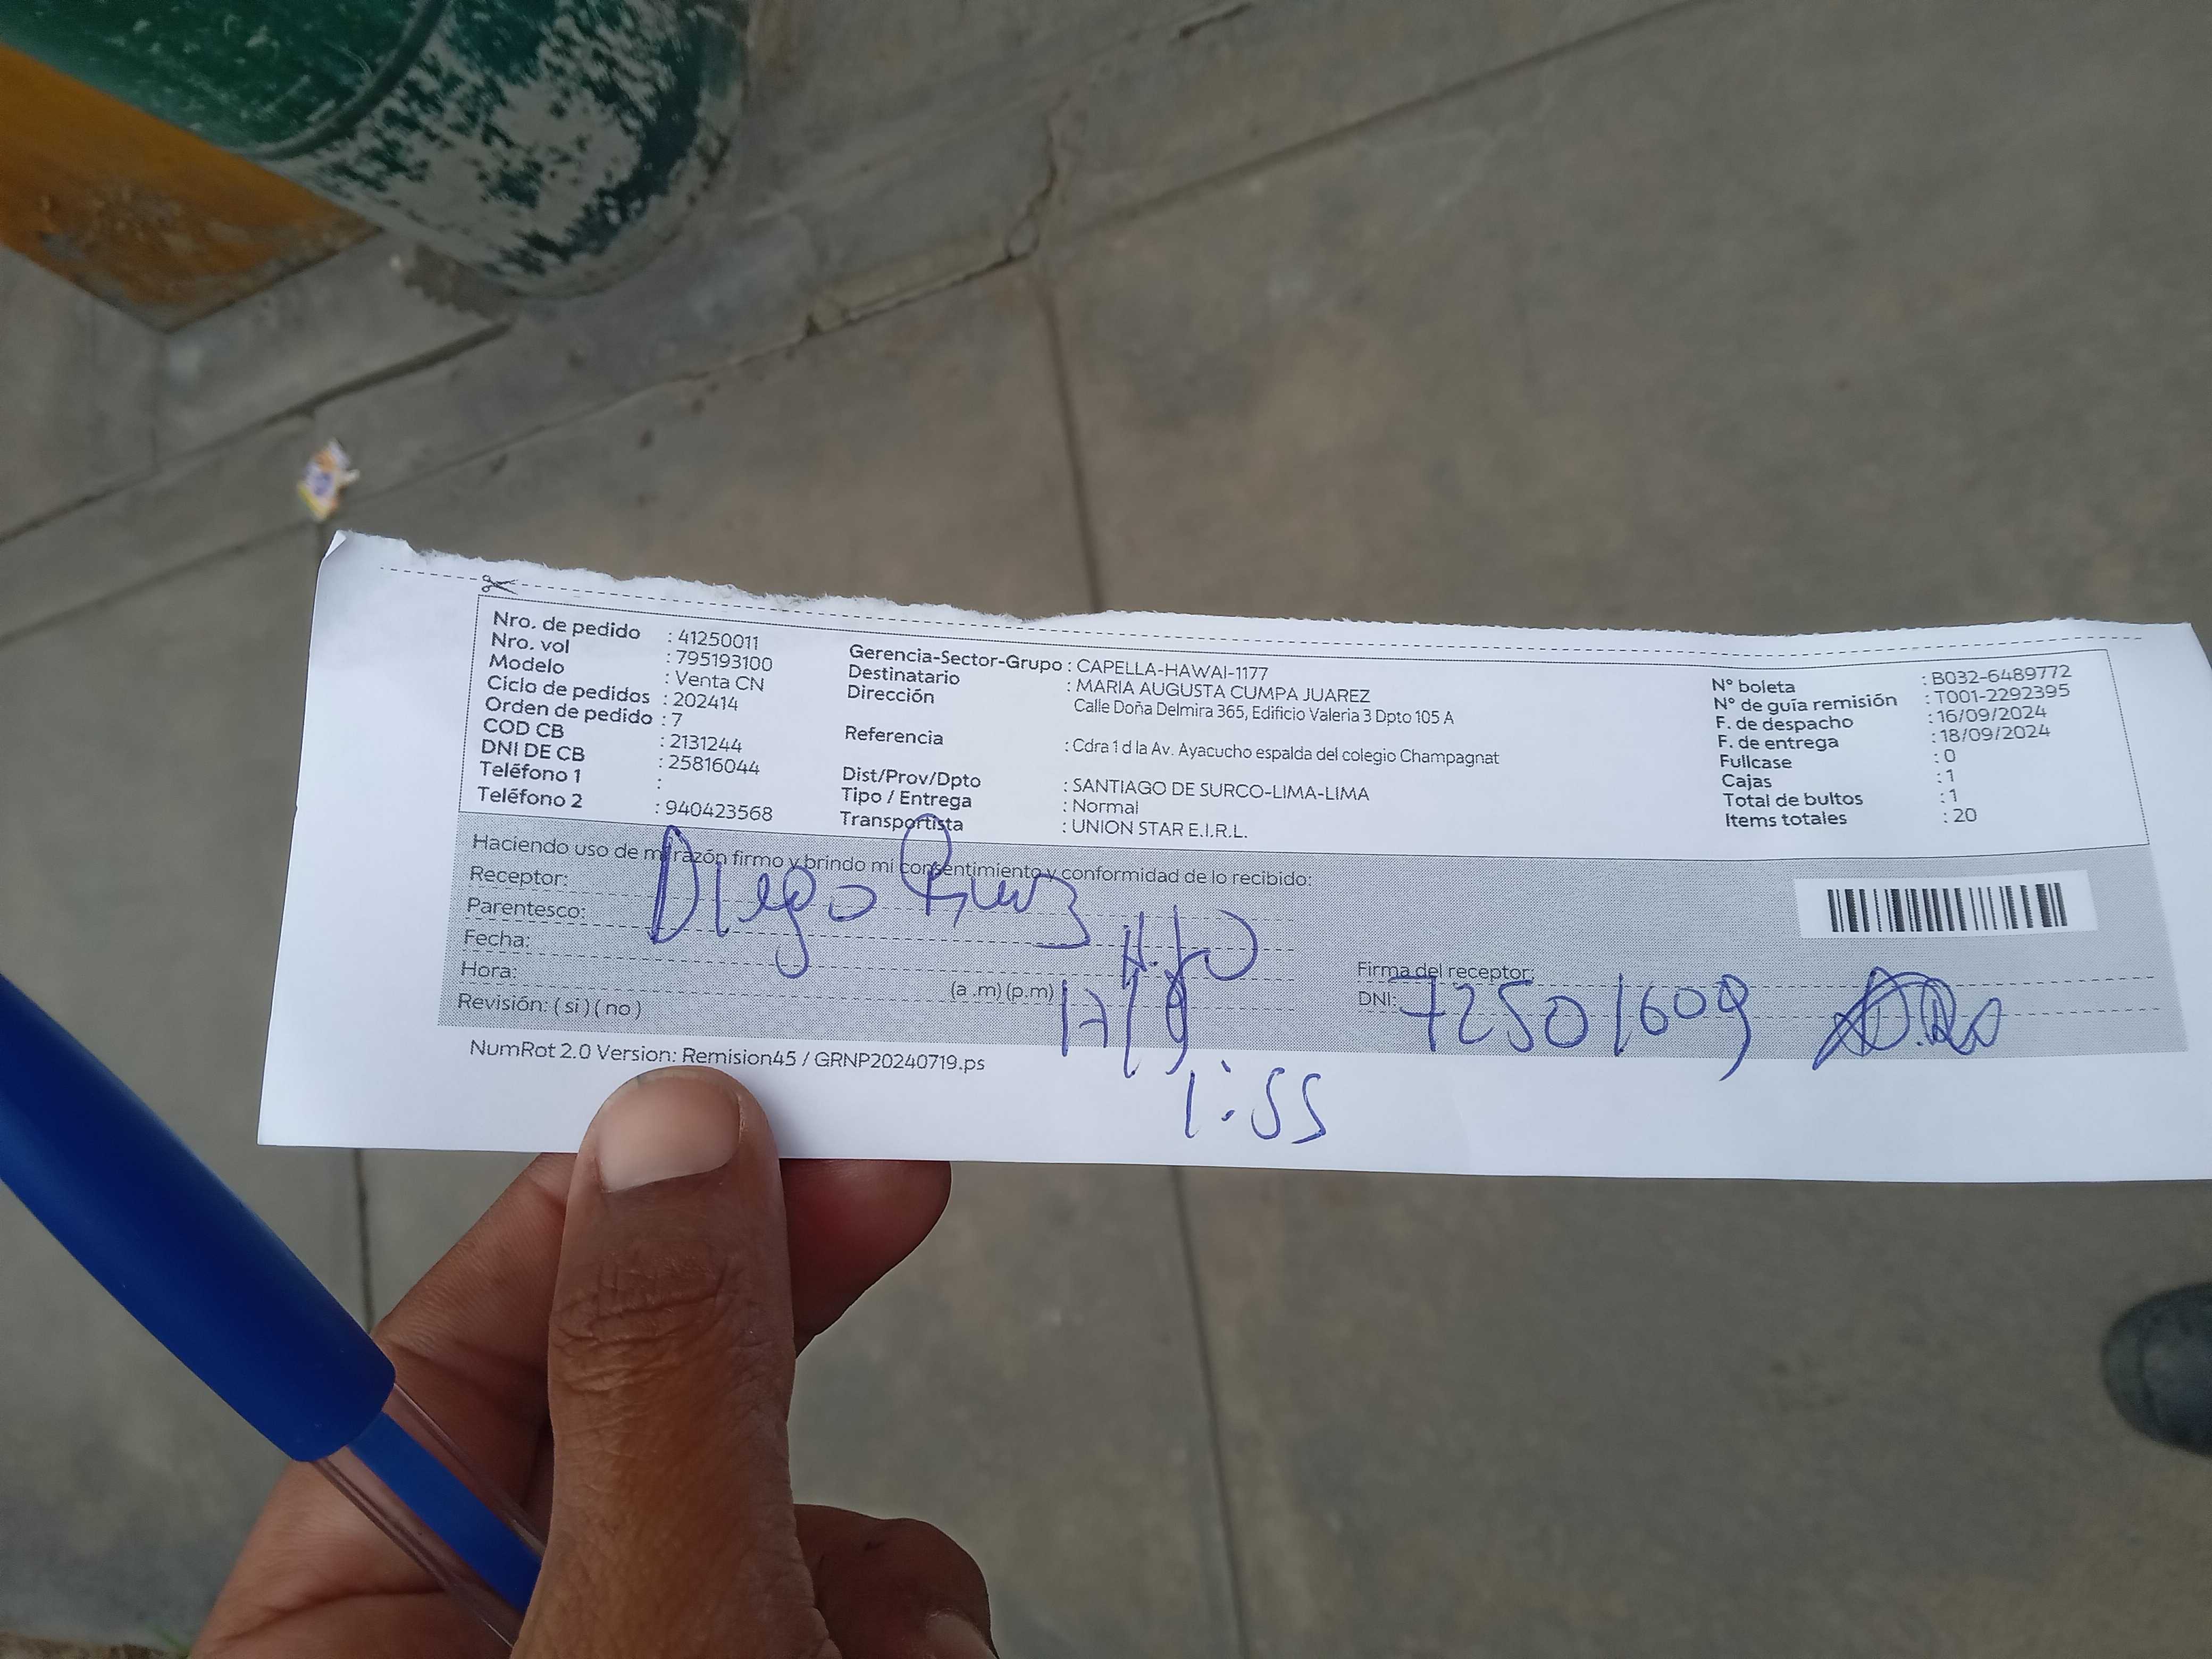 Nro. de pedido : 41250011
Nro. vol : 795193100
Modelo : Venta CN
Ciclo de pedidos : 202414
Orden de pedido : 7
COD CB : 2131244
DNI DE CB : 25816044
Teléfono 1 :
Teléfono 2 : 940423568
Gerencia-Sector-Grupo : CAPELLA-HAWAI-1177
Destinatario : MARIA AUGUSTA CUMPA JUAREZ
Dirección Calle Doña Delmira 365, Edificio Valeria 3 Dpto 105 A
Referencia : Cdra 1 d la Av. Ayacucho espalda del colegio Champagnat
Dist/Prov/Dpto : SANTIAGO DE SURCO-LIMA-LIMA
Tipo / Entrega : Normal
Transportista : UNION STAR E.I.R.L.
N° boleta : B032-6489772
N° de guía remisión : T001-2292395
F. de despacho : 16/09/2024
F. de entrega : 18/09/2024
Fullcase : 0
Cajas : 1
Total de bultos : 1
Items totales : 20
Haciendo uso de mi razón firmo y brindo mi consentimiento y conformidad de lo recibido:
Receptor: Diego Ruiz
Parentesco: HJO
Fecha: 17/9
Hora: (a .m) (p.m) 1:55
Revisión: ( si ) ( no )
Firma del receptor:
DNI: 72501609
NumRot 2.0 Version: Remision45 / GRNP20240719.ps